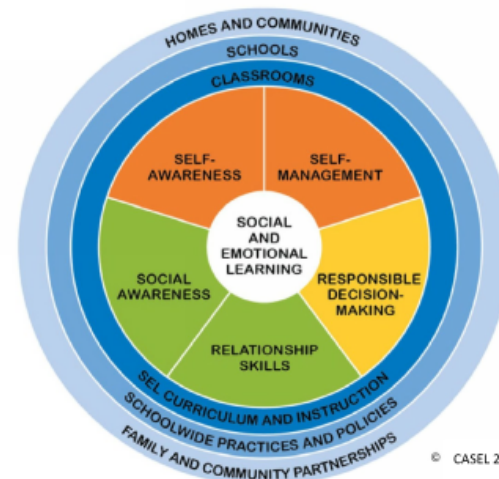 HOMES AND COMMUNITIES
SCHOOLS
CLASSROOMS
SELF-
AWARENESS
SELF-
MANAGEMENT
SOCIAL
AND
EMOTIONAL
LEARNING
SOCIAL
AWARENESS
RESPONSIBLE
DECISION-
MAKING
RELATIONSHIP
SKILLS
SEL CURRICULUM AND INSTRUCTION
SCHOOLWIDE PRACTICES AND POLICIES
FAMILY AND COMMUNITY PARTNERSHIPS
© CASEL 2